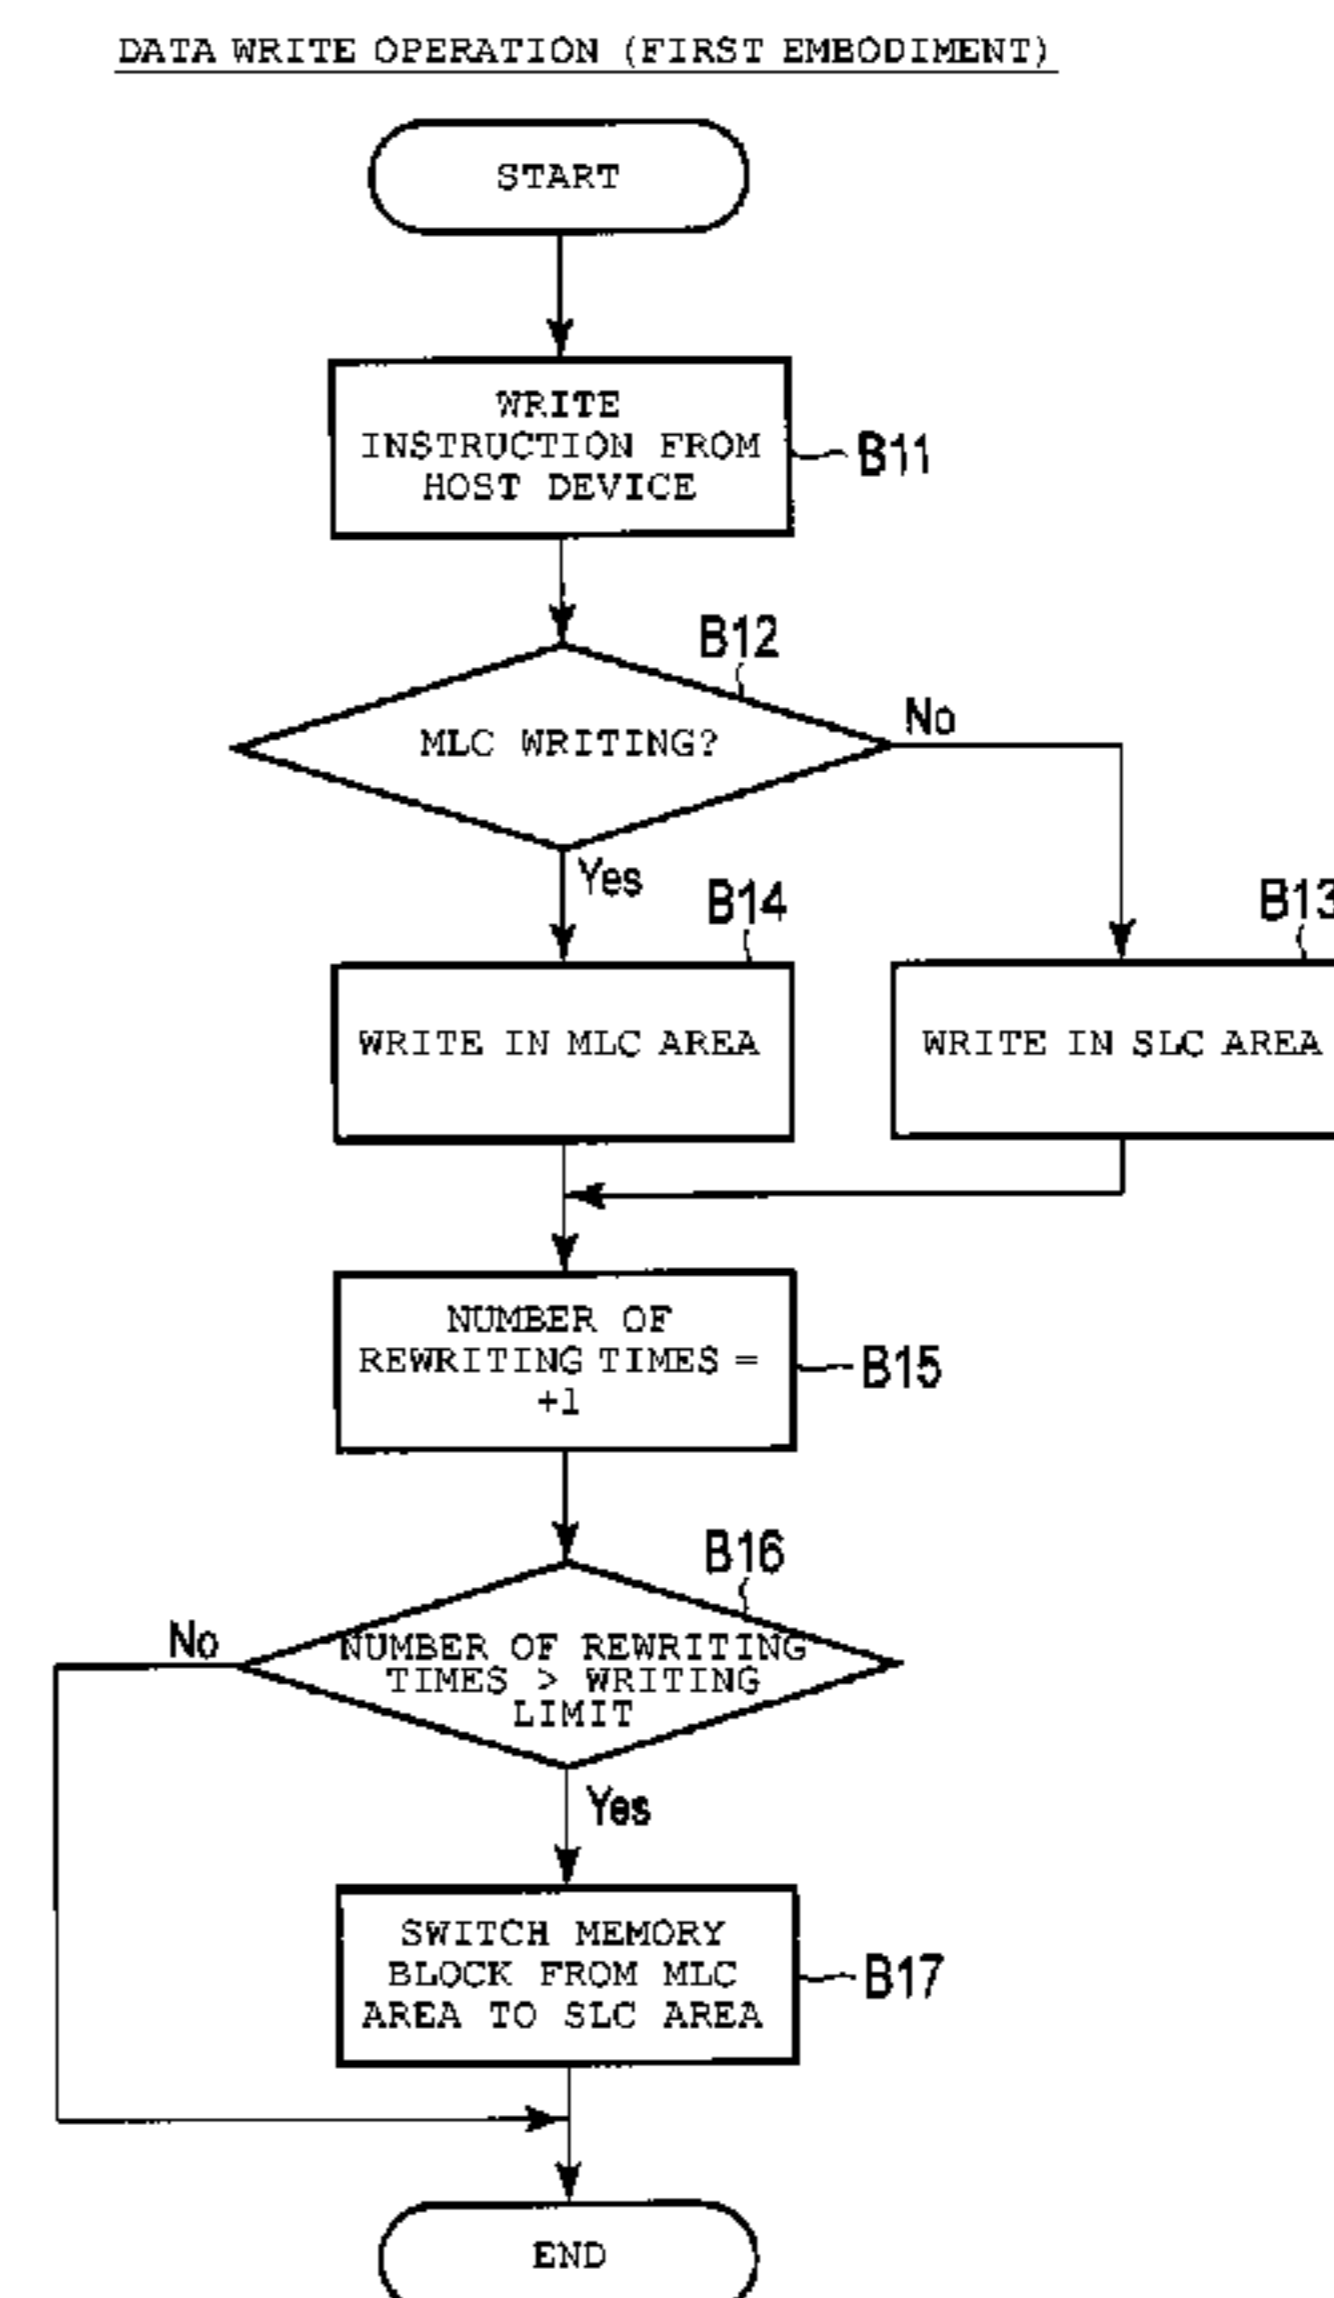 DATA WRITE OPERATION (FIRST EMBODIMENT)
START
WRITE
INSTRUCTION FROM
HOST DEVICE
B11
B12
MLC WRITING?
No
Yes
B14
B13
WRITE IN MLC AREA
WRITE IN SLC AREA
NUMBER OF
REWRITING TIMES =
+1
B15
B16
No
NUMBER OF REWRITING
TIMES > WRITING
LIMIT
Yes
SWITCH MEMORY
BLOCK FROM MLC
AREA TO SLC AREA
B17
END